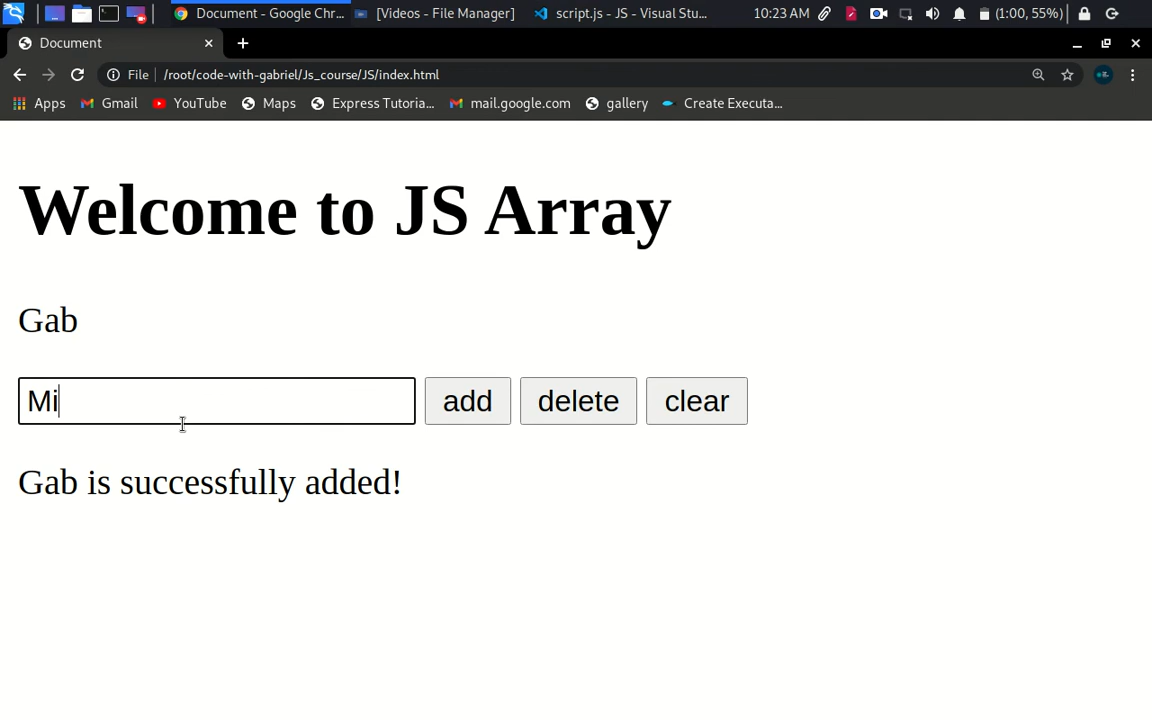 Document - Google Chr... [Videos - File Manager] script.js - JS - Visual Stu... 10:23 AM (1:00, 55%)
Document
File /root/code-with-gabriel/Js_course/JS/index.html
Apps Gmail YouTube Maps Express Tutoria... mail.google.com gallery Create Executa...
Welcome to JS Array
Gab
Mi add delete clear
Gab is successfully added!